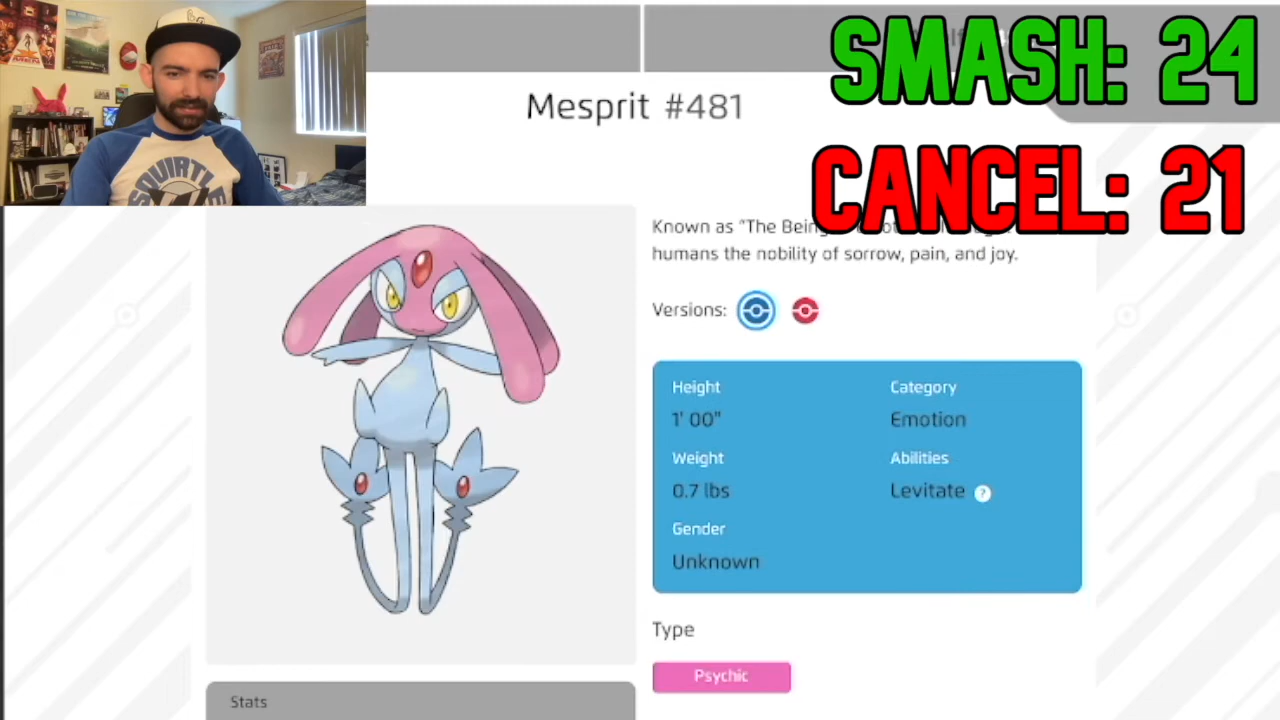 SMASH: 24
Mesprit #481
CANCEL: 21
SQUIRTLE
Known as "The Being
humans the nobility of sorrow, pain, and joy.
Versions:
Height
Category
1' 00"
Emotion
Weight
Abilities
0.7 lbs
Levitate ?
Gender
Unknown
Type
Psychic
Stats